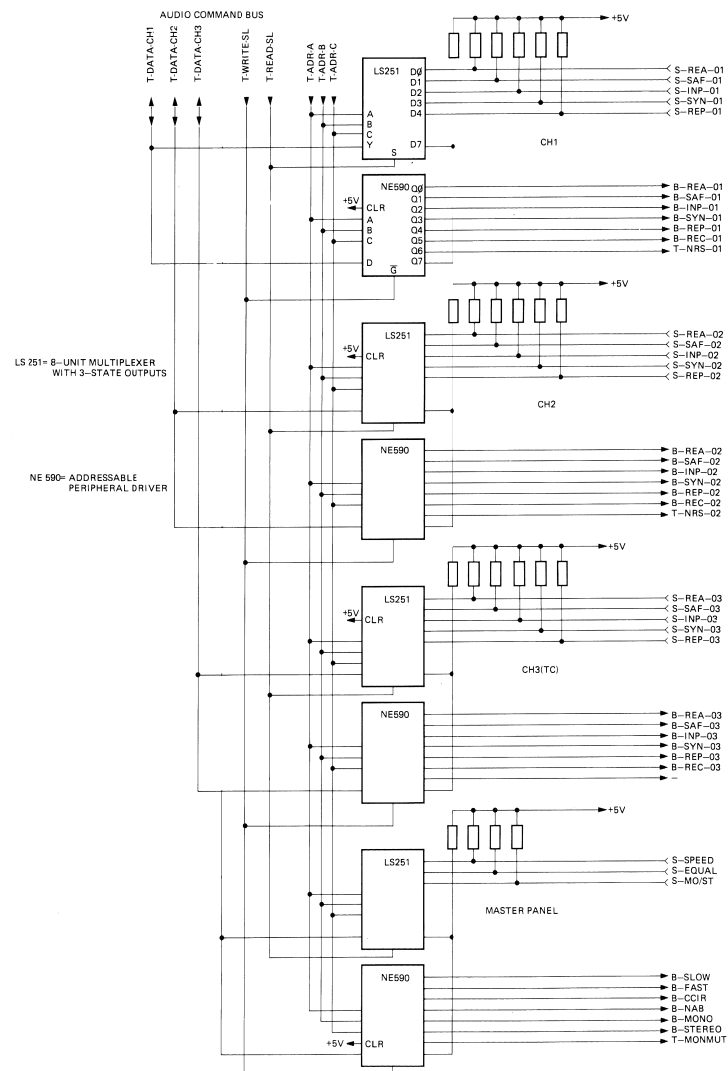 AUDIO COMMAND BUS
T-DATA-CH1
T-DATA-CH2
T-DATA-CH3
T-WRITE-SL
T-READ-SL
T-ADR-A
T-ADR-B
T-ADR-C
+5V
LS251
DØ
D1
D2
D3
D4
D7
A
B
C
Y
S
S-REA-01
S-SAF-01
S-INP-01
S-SYN-01
S-REP-01
CH1
NE590
+5V
CLR
A
B
C
D
G
QØ
Q1
Q2
Q3
Q4
Q5
Q6
Q7
B-REA-01
B-SAF-01
B-INP-01
B-SYN-01
B-REP-01
B-REC-01
T-NRS-01
+5V
LS251
+5V
CLR
S-REA-02
S-SAF-02
S-INP-02
S-SYN-02
S-REP-02
CH2
LS 251= 8-UNIT MULTIPLEXER
WITH 3-STATE OUTPUTS
NE590
NE 590= ADDRESSABLE
PERIPHERAL DRIVER
B-REA-02
B-SAF-02
B-INP-02
B-SYN-02
B-REP-02
B-REC-02
T-NRS-02
+5V
LS251
+5V
CLR
S-REA-03
S-SAF-03
S-INP-03
S-SYN-03
S-REP-03
CH3(TC)
NE590
B-REA-03
B-SAF-03
B-INP-03
B-SYN-03
B-REP-03
B-REC-03
-
+5V
LS251
S-SPEED
S-EQUAL
S-MO/ST
MASTER PANEL
NE590
+5V
CLR
B-SLOW
B-FAST
B-CCIR
B-NAB
B-MONO
B-STEREO
T-MONMUT